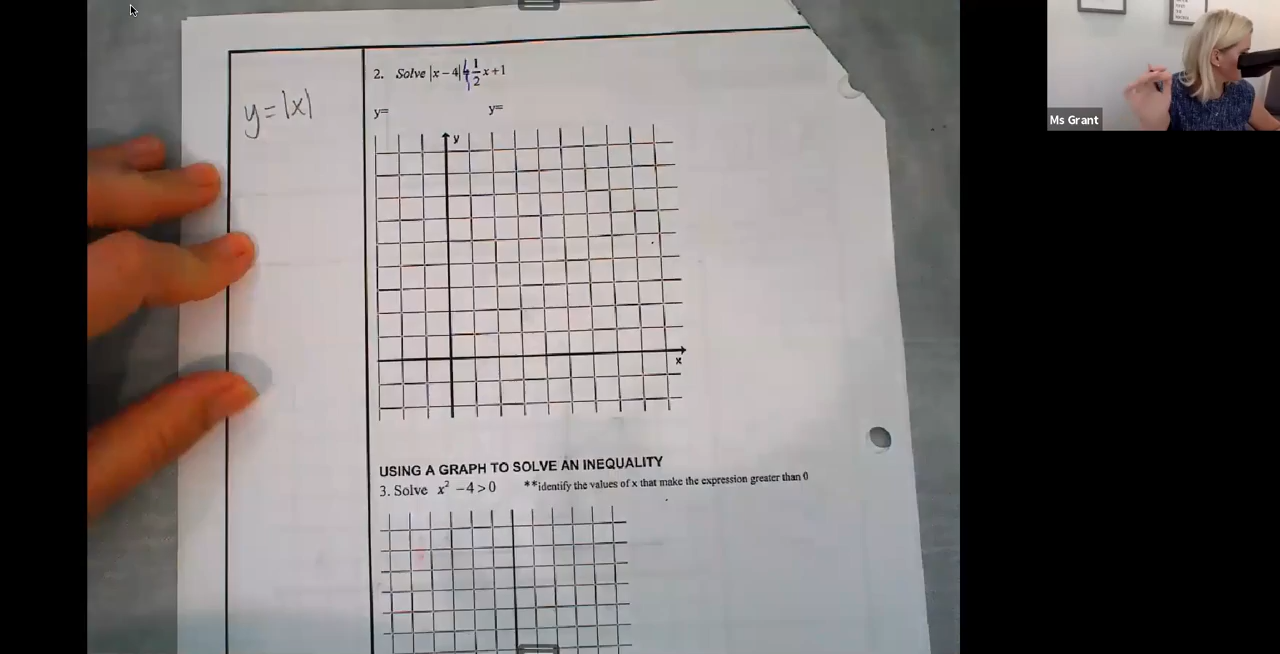 2. Solve |x-4| = 1/2 x+1
y=|x|
y= y=
y
x
USING A GRAPH TO SOLVE AN INEQUALITY
3. Solve x² -4>0 **identify the values of x that make the expression greater than 0
Ms Grant